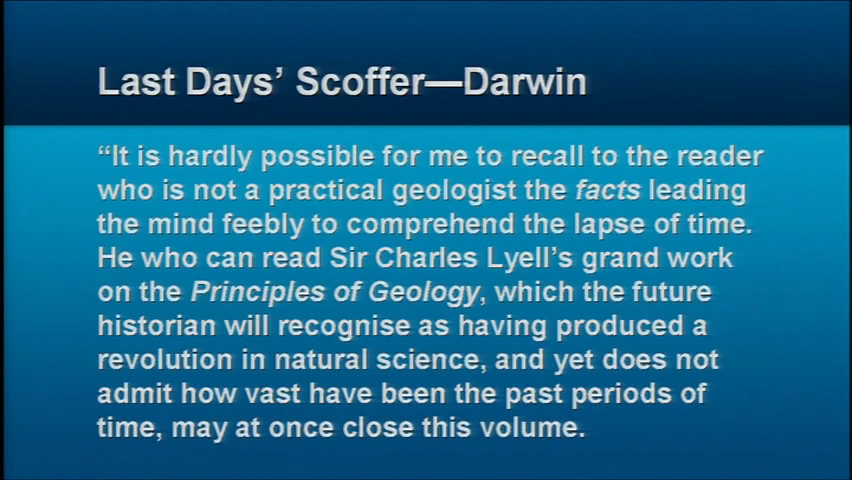 Last Days’ Scoffer—Darwin
“It is hardly possible for me to recall to the reader
who is not a practical geologist the facts leading
the mind feebly to comprehend the lapse of time.
He who can read Sir Charles Lyell’s grand work
on the Principles of Geology, which the future
historian will recognise as having produced a
revolution in natural science, and yet does not
admit how vast have been the past periods of
time, may at once close this volume.